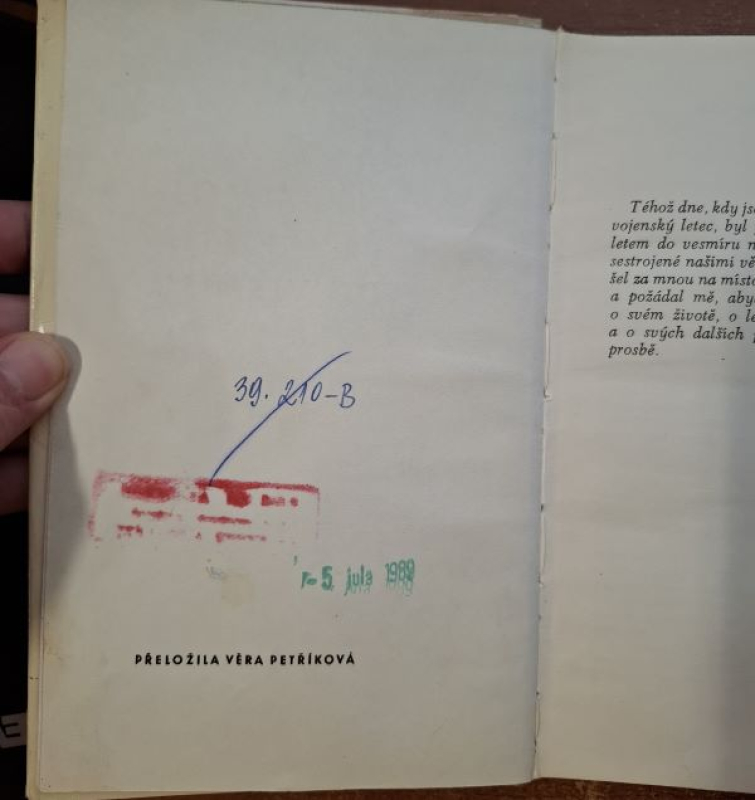 39. 210-B
5. júla 1989
PŘELOŽILA VĚRA PETŘÍKOVÁ
Téhož dne, kdy js
vojenský letec, byl
letem do vesmíru n
sestrojené našimi vě
šel za mnou na míst
a požádal mě, aby
o svém životě, o le
a o svých dalších
prosbě.